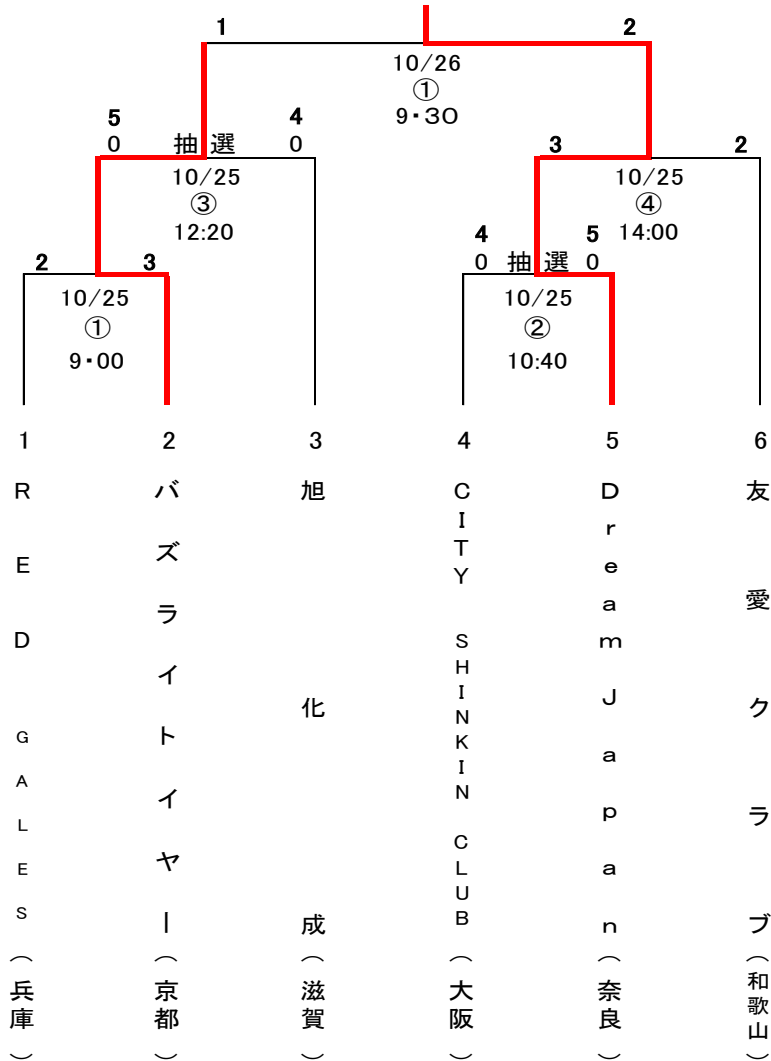 1 2
10/26
①
9・30
5 4
0 抽選 0
10/25
③
12:20
3 2
10/25
④
14:00
2 3
10/25
①
9・00
4 5
0 抽選 0
10/25
②
10:40
1 2 3 4 5 6
RED GALES（兵庫）
バズライトイヤー（京都）
旭化成（滋賀）
CITY SHINKIN CLUB（大阪）
Dream Japan（奈良）
友愛クラブ（和歌山）